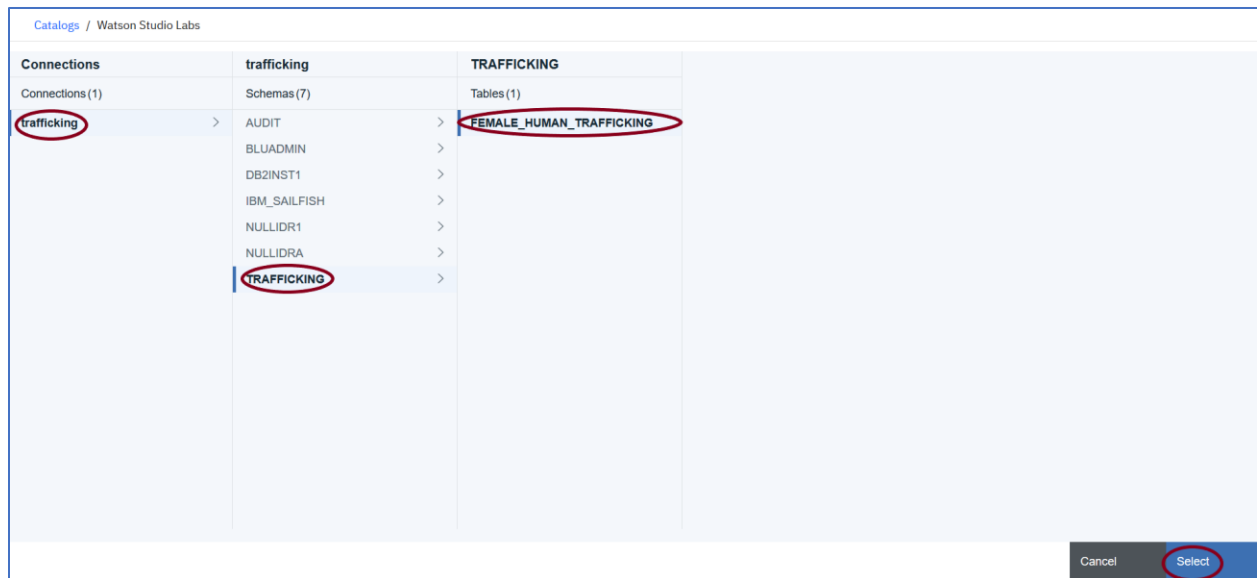 Catalogs / Watson Studio Labs
Connections trafficking TRAFFICKING
Connections (1) Schemas (7) Tables (1)
trafficking > AUDIT > FEMALE_HUMAN_TRAFFICKING
BLUADMIN >
DB2INST1 >
IBM_SAILFISH >
NULLIDR1 >
NULLIDRA >
TRAFFICKING >
Cancel Select